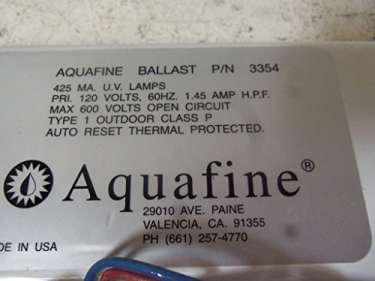 AQUAFINE BALLAST P/N 3354
425 MA. U.V. LAMPS
PRI. 120 VOLTS, 60HZ. 1.45 AMP H.P.F.
MAX 600 VOLTS OPEN CIRCUIT
TYPE 1 OUTDOOR CLASS P
AUTO RESET THERMAL PROTECTED.
Aquafine®
29010 AVE. PAINE
VALENCIA, CA. 91355
DE IN USA
PH (661) 257-4770